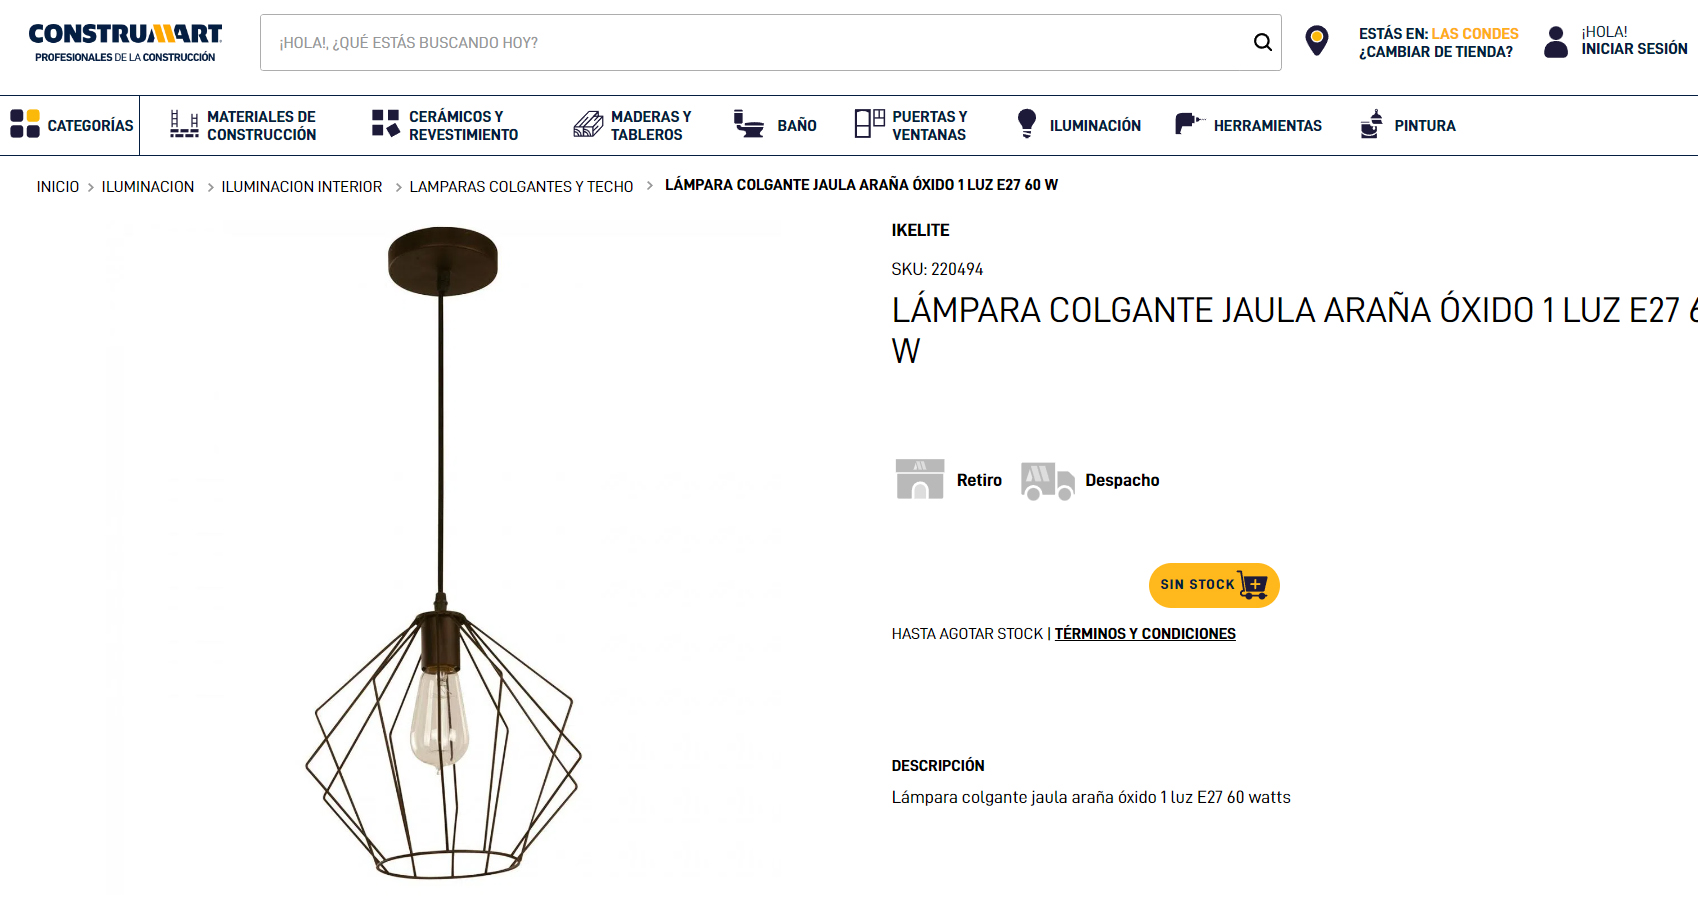 CONSTRUMART
PROFESIONALES DE LA CONSTRUCCIÓN
¡HOLA!, ¿QUÉ ESTÁS BUSCANDO HOY?
ESTÁS EN: LAS CONDES
¿CAMBIAR DE TIENDA?
¡HOLA!
INICIAR SESIÓN
CATEGORÍAS
MATERIALES DE
CONSTRUCCIÓN
CERÁMICOS Y
REVESTIMIENTO
MADERAS Y
TABLEROS
BAÑO
PUERTAS Y
VENTANAS
ILUMINACIÓN
HERRAMIENTAS
PINTURA
INICIO > ILUMINACION > ILUMINACION INTERIOR > LAMPARAS COLGANTES Y TECHO > LÁMPARA COLGANTE JAULA ARAÑA ÓXIDO 1 LUZ E27 60 W
IKELITE
SKU: 220494
LÁMPARA COLGANTE JAULA ARAÑA ÓXIDO 1 LUZ E27 6
W
Retiro
Despacho
SIN STOCK
HASTA AGOTAR STOCK | TÉRMINOS Y CONDICIONES
DESCRIPCIÓN
Lámpara colgante jaula araña óxido 1 luz E27 60 watts